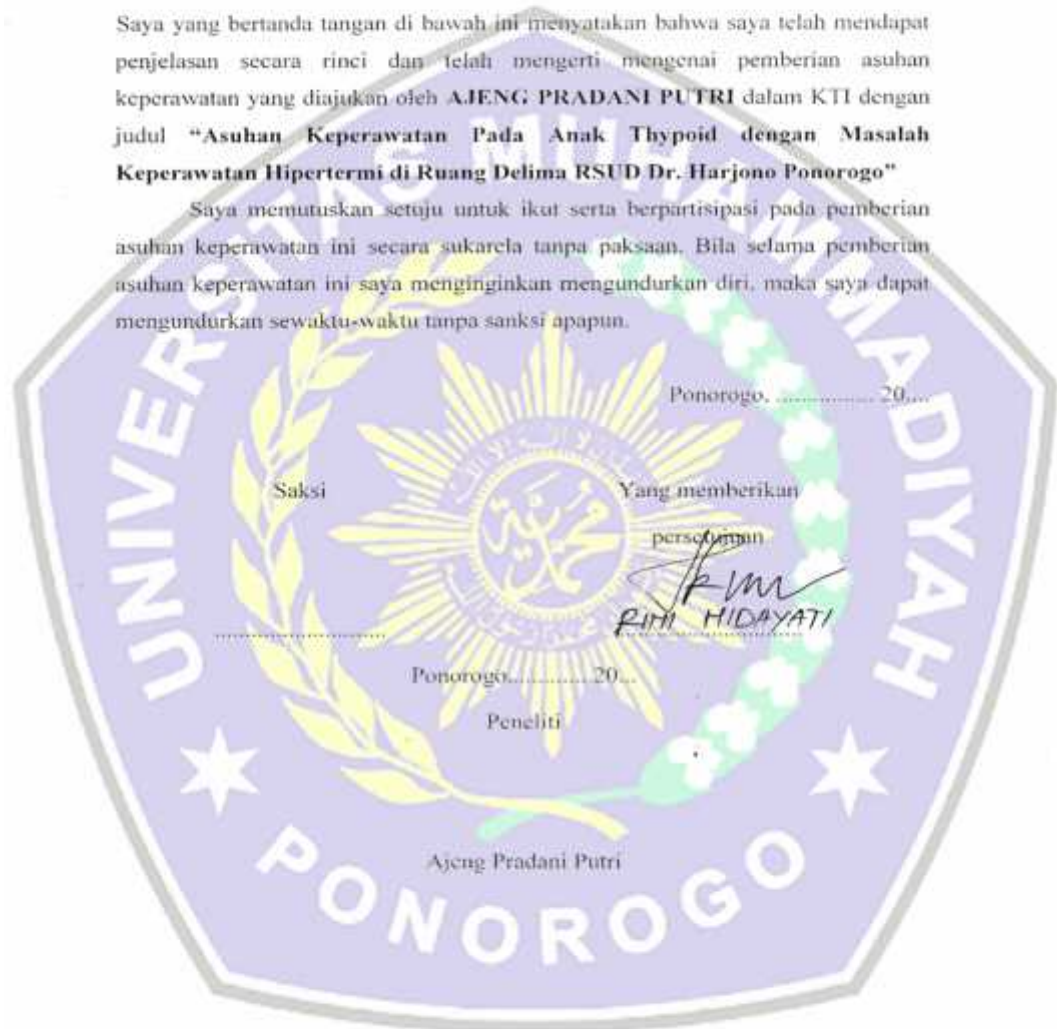 Saya yang bertanda tangan di bawah ini menyatakan bahwa saya telah mendapat
penjelasan secara rinci dan telah mengerti mengenai pemberian asuhan
keperawatan yang diajukan oleh AJENG PRADANI PUTRI dalam KTI dengan
judul “Asuhan Keperawatan Pada Anak Thypoid dengan Masalah
Keperawatan Hipertermi di Ruang Delima RSUD Dr. Harjono Ponorogo”
Saya memutuskan setuju untuk ikut serta berpartisipasi pada pemberian
asuhan keperawatan ini secara sukarela tanpa paksaan. Bila selama pemberian
asuhan keperawatan ini saya menginginkan mengundurkan diri, maka saya dapat
mengundurkan sewaktu-waktu tanpa sanksi apapun.
Ponorogo, ................. 20....
Saksi
Yang memberikan
persetujuan
HIDAYATI
Ponorogo.............. 20...
Peneliti
Ajeng Pradani Putri
UNIVERSITAS MUHAMMADIYAH
PONOROGO